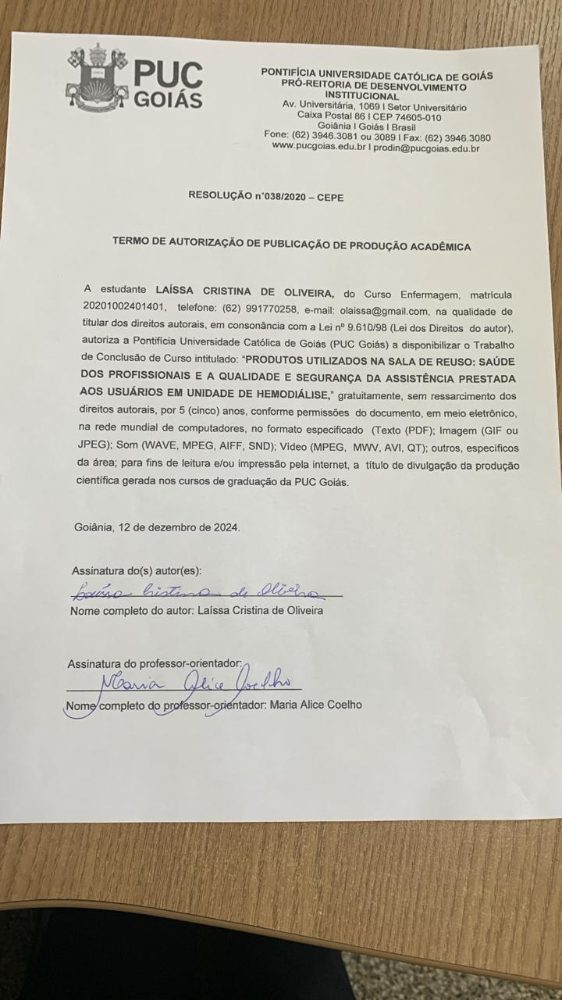 PUC
GOIÁS
PONTIFÍCIA UNIVERSIDADE CATÓLICA DE GOIÁS
PRÓ-REITORIA DE DESENVOLVIMENTO
INSTITUCIONAL
Av. Universitária, 1069 l Setor Universitário
Caixa Postal 86 l CEP 74605-010
Goiânia l Goiás l Brasil
Fone: (62) 3946.3081 ou 3089 l Fax: (62) 3946.3080
www.pucgoias.edu.br l prodin@pucgoias.edu.br
RESOLUÇÃO n°038/2020 – CEPE
TERMO DE AUTORIZAÇÃO DE PUBLICAÇÃO DE PRODUÇÃO ACADÊMICA
A estudante LAÍSSA CRISTINA DE OLIVEIRA, do Curso Enfermagem, matrícula
20201002401401, telefone: (62) 991770258, e-mail: olaissa@gmail.com, na qualidade de
titular dos direitos autorais, em consonância com a Lei nº 9.610/98 (Lei dos Direitos do autor),
autoriza a Pontifícia Universidade Católica de Goiás (PUC Goiás) a disponibilizar o Trabalho
de Conclusão de Curso intitulado: “PRODUTOS UTILIZADOS NA SALA DE REUSO: SAÚDE
DOS PROFISSIONAIS E A QUALIDADE E SEGURANÇA DA ASSISTÊNCIA PRESTADA
AOS USUÁRIOS EM UNIDADE DE HEMODIÁLISE,” gratuitamente, sem ressarcimento dos
direitos autorais, por 5 (cinco) anos, conforme permissões do documento, em meio eletrônico,
na rede mundial de computadores, no formato especificado (Texto (PDF); Imagem (GIF ou
JPEG); Som (WAVE, MPEG, AIFF, SND); Vídeo (MPEG, MWV, AVI, QT); outros, específicos
da área; para fins de leitura e/ou impressão pela internet, a título de divulgação da produção
científica gerada nos cursos de graduação da PUC Goiás.
Goiânia, 12 de dezembro de 2024.
Assinatura do(s) autor(es):
Laíssa Cristina de Oliveira
Nome completo do autor: Laíssa Cristina de Oliveira
Assinatura do professor-orientador:
Maria Alice Coelho
Nome completo do professor-orientador: Maria Alice Coelho